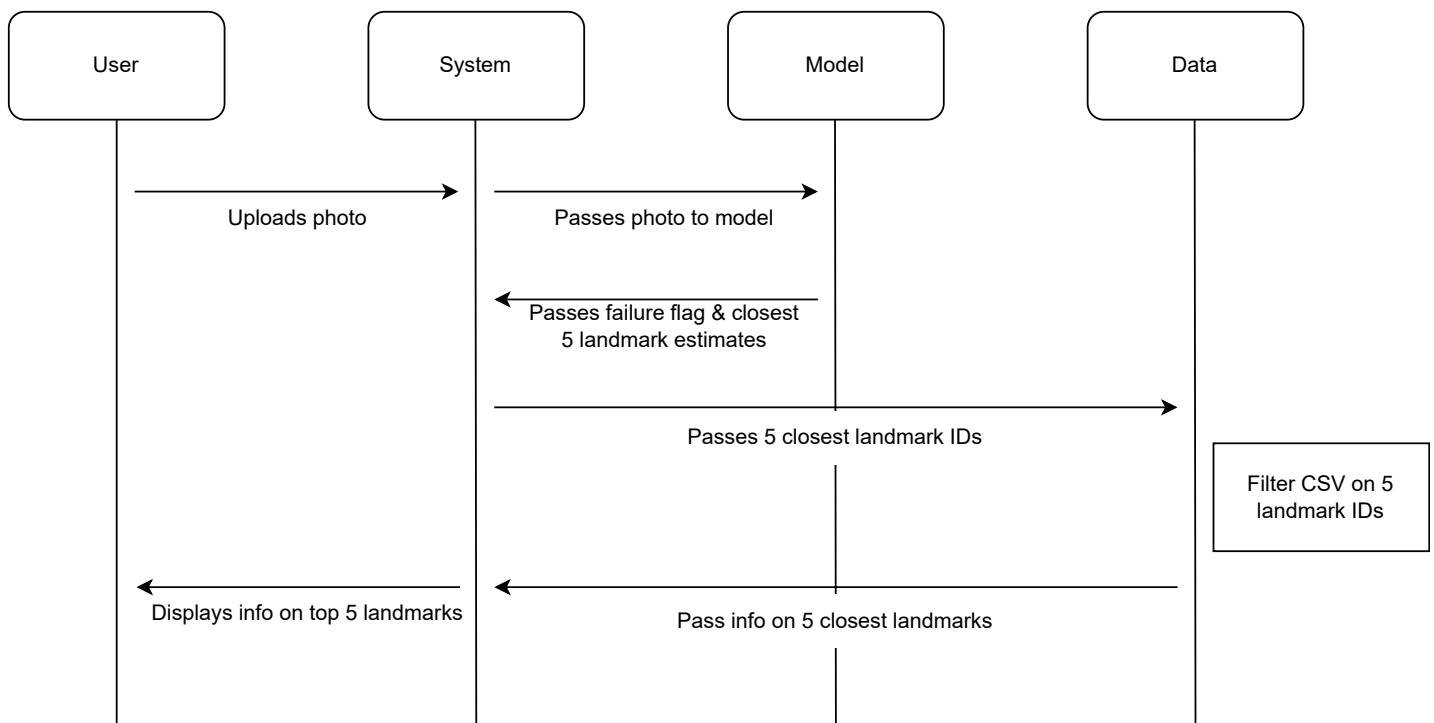 User
System
Model
Data
Uploads photo
Passes photo to model
Passes failure flag & closest
5 landmark estimates
Passes 5 closest landmark IDs
Filter CSV on 5
landmark IDs
Displays info on top 5 landmarks
Pass info on 5 closest landmarks